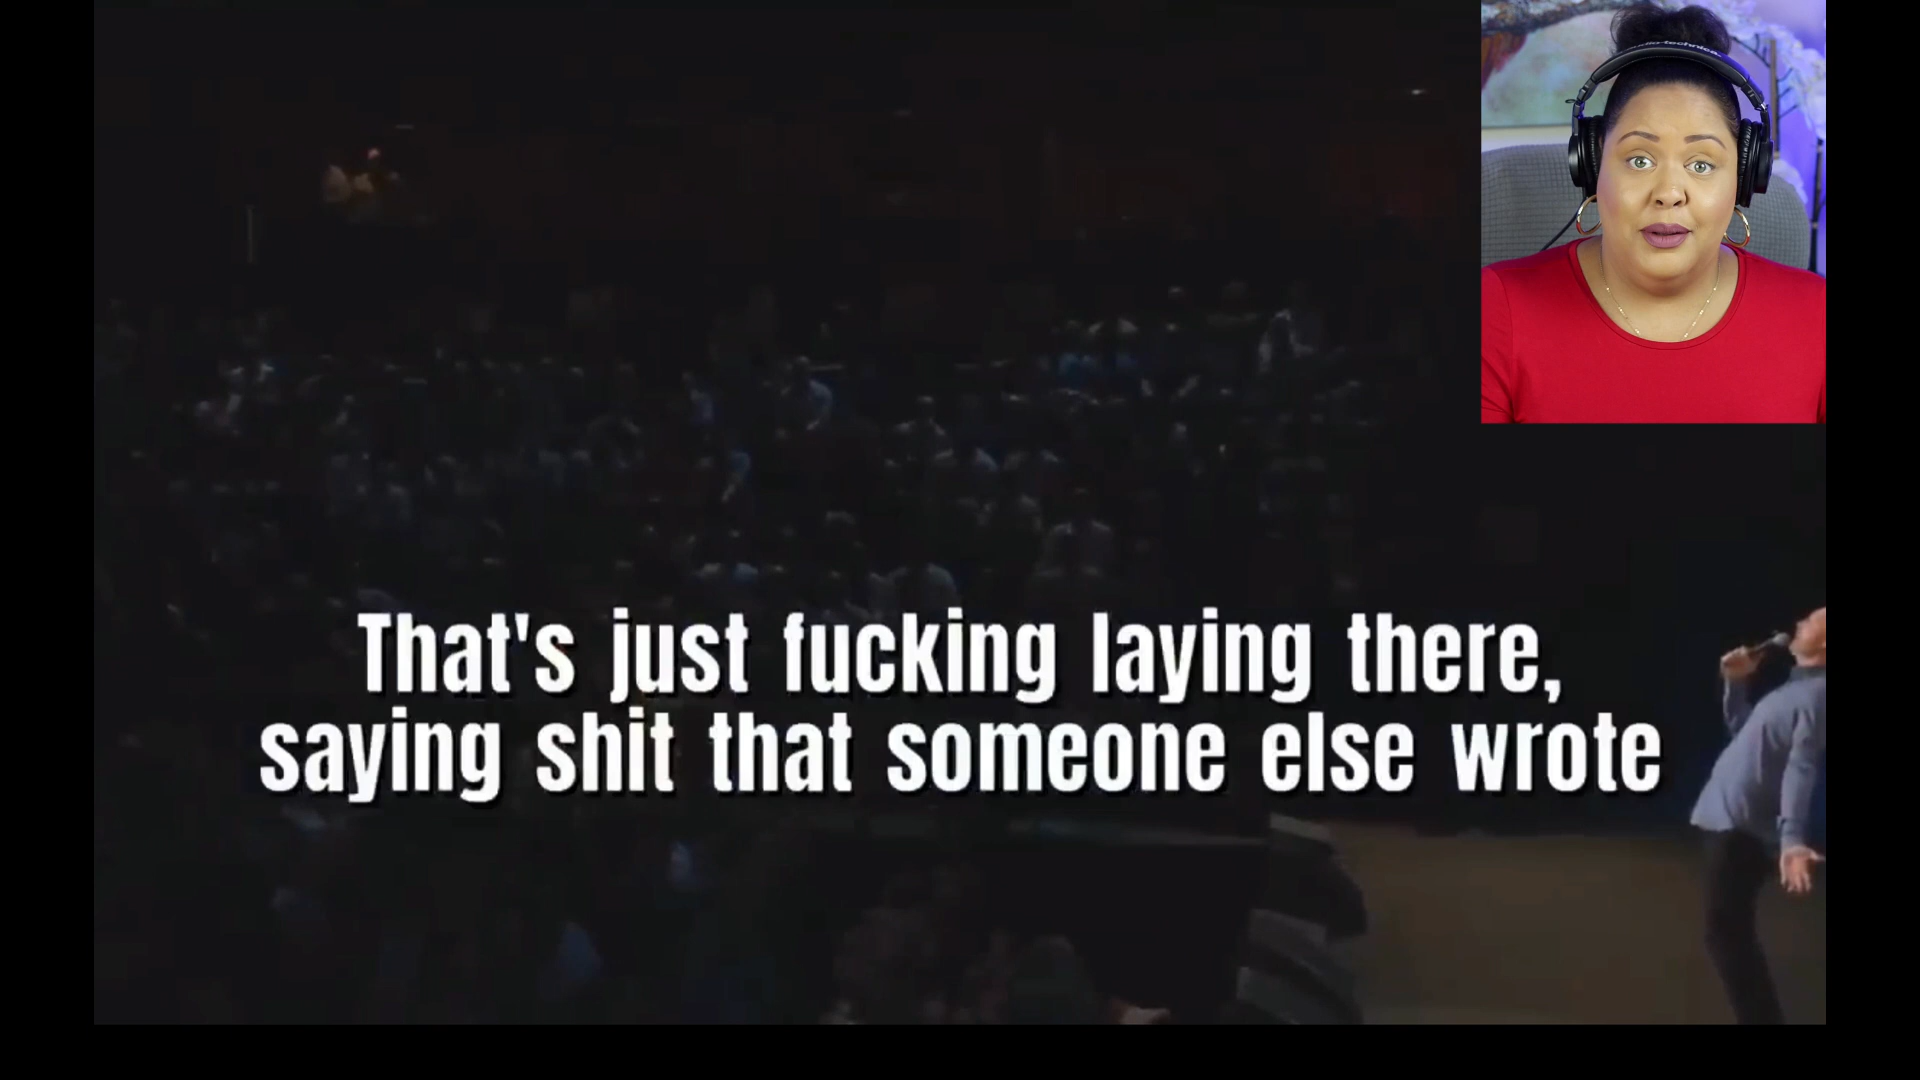 That's just fucking laying there,
saying shit that someone else wrote